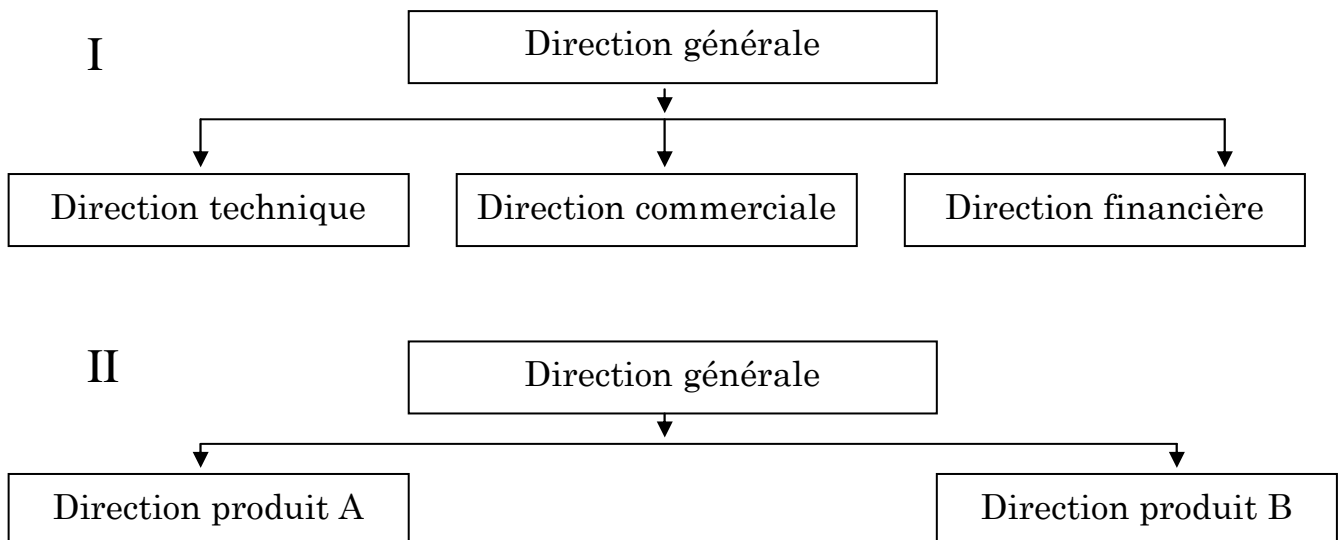 I
Direction générale
Direction technique
Direction commerciale
Direction financière
II
Direction générale
Direction produit A
Direction produit B